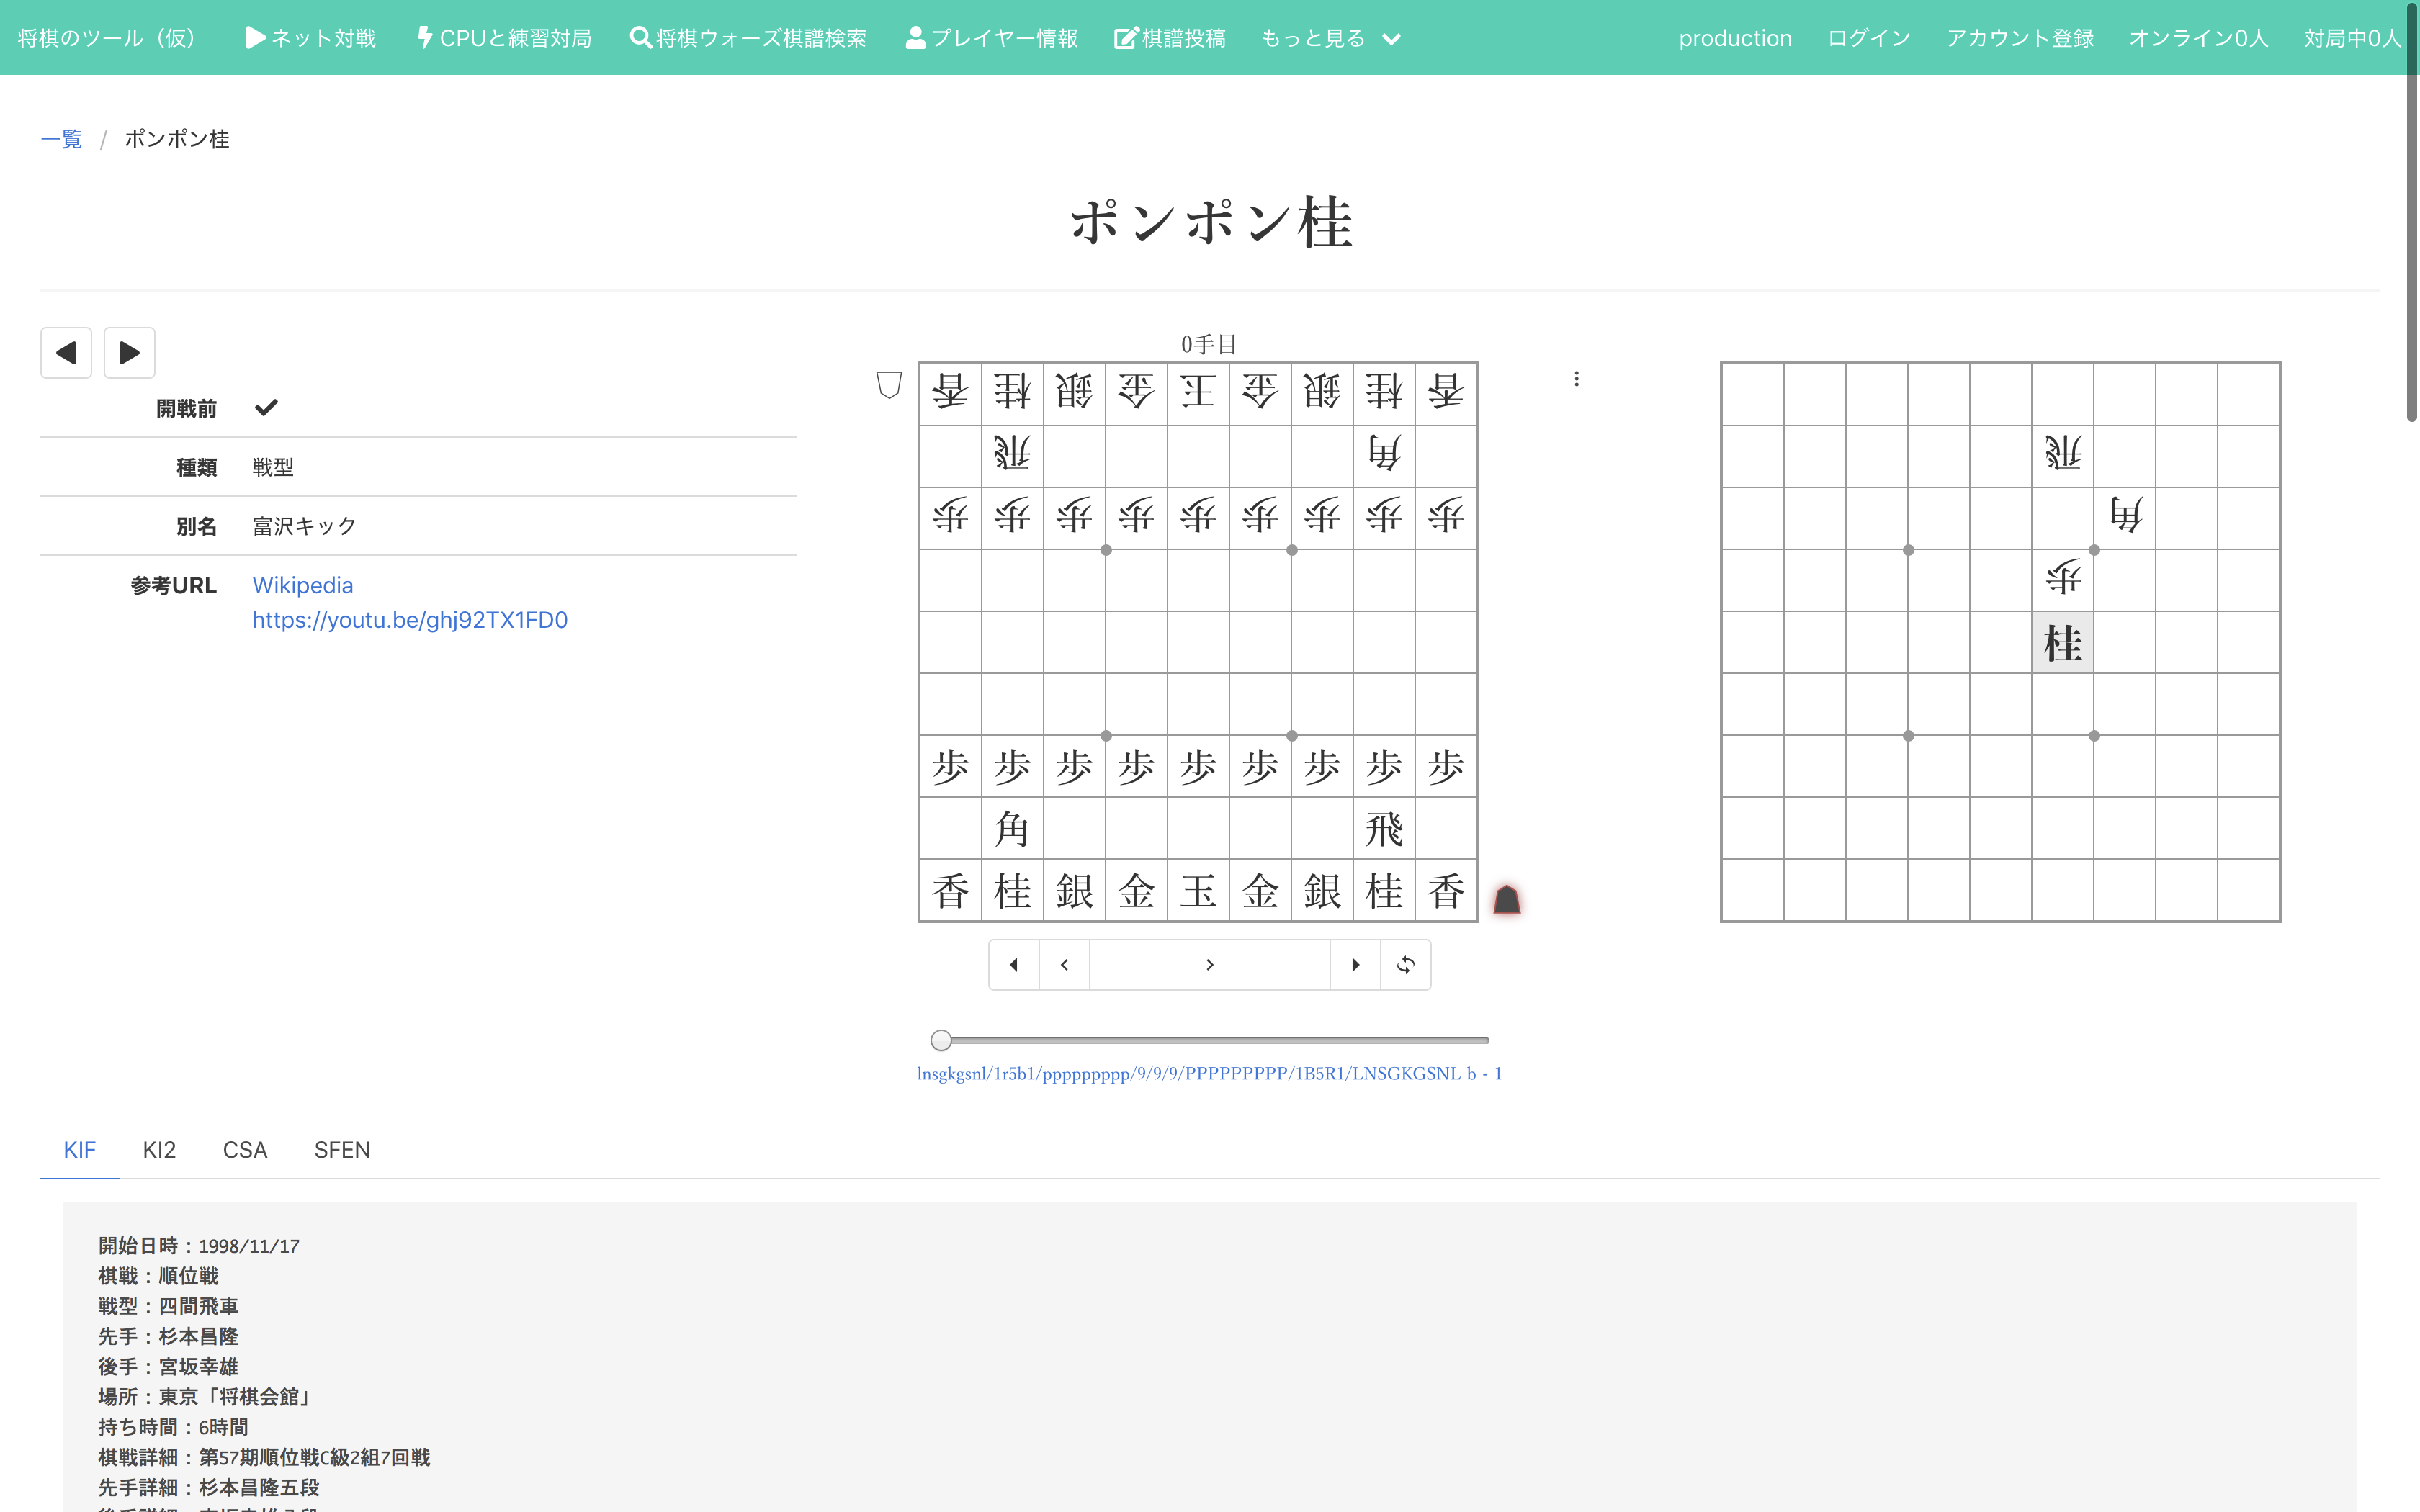 将棋のツール（仮） ネット対戦 CPUと練習対局 将棋ウォーズ棋譜検索 プレイヤー情報 棋譜投稿 もっと見る production ログイン アカウント登録 オンライン0人 対局中0人
一覧 / ポンポン桂
ポンポン桂
開戦前
種類 戦型
別名 富沢キック
参考URL Wikipedia
https://youtu.be/ghj92TX1FD0
0手目
香 桂 銀 金 王 金 銀 桂 香
飛 角
歩 歩 歩 歩 歩 歩 歩 歩 歩
歩 歩 歩 歩 歩 歩 歩 歩 歩
角 飛
香 桂 銀 金 玉 金 銀 桂 香
飛
角
歩
桂
lnsgkgsnl/1r5b1/ppppppppp/9/9/9/PPPPPPPPP/1B5R1/LNSGKGSNL b - 1
KIF KI2 CSA SFEN
開始日時：1998/11/17
棋戦：順位戦
戦型：四間飛車
先手：杉本昌隆
後手：宮坂幸雄
場所：東京「将棋会館」
持ち時間：6時間
棋戦詳細：第57期順位戦C級2組7回戦
先手詳細：杉本昌隆五段